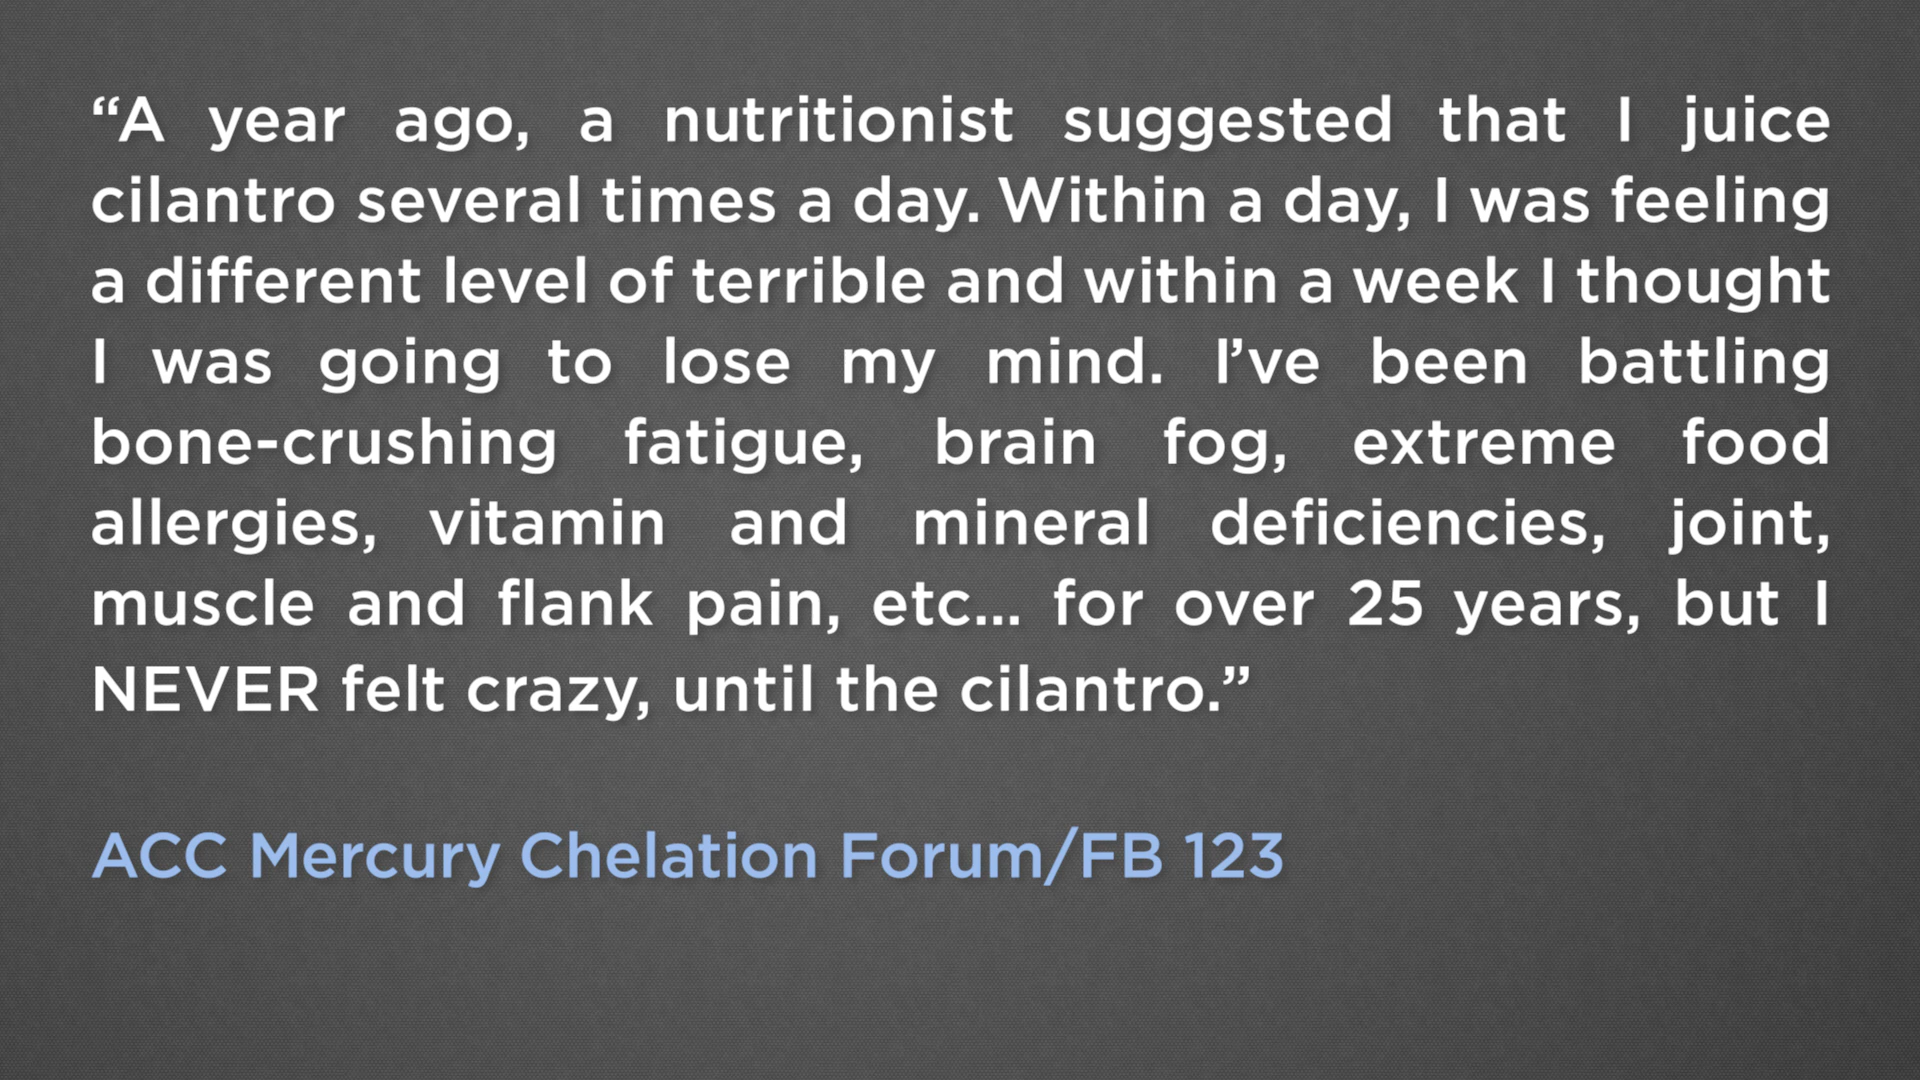 “A year ago, a nutritionist suggested that I juice
cilantro several times a day. Within a day, I was feeling
a different level of terrible and within a week I thought
I was going to lose my mind. I’ve been battling
bone-crushing fatigue, brain fog, extreme food
allergies, vitamin and mineral deficiencies, joint,
muscle and flank pain, etc... for over 25 years, but I
NEVER felt crazy, until the cilantro.”
ACC Mercury Chelation Forum/FB 123